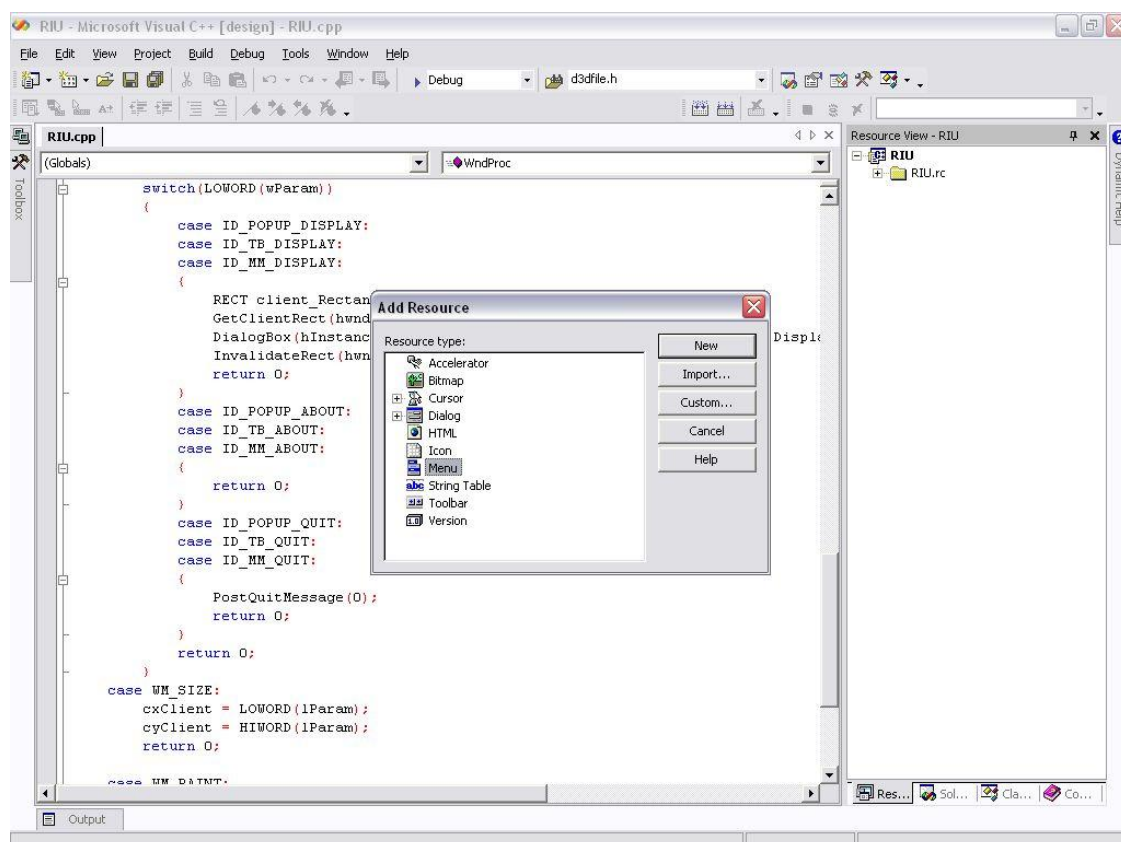 RIU - Microsoft Visual C++ [design] - RIU.cpp
File Edit View Project Build Debug Tools Window Help
Debug d3dfile.h
RIU.cpp
Resource View - RIU
(Globals) WndProc
RIU
RIU.rc
Toolbox
Dynamic Help
switch(LOWORD(wParam))
{
case ID_POPUP_DISPLAY:
case ID_TB_DISPLAY:
case ID_MM_DISPLAY:
{
RECT client_Rectan
GetClientRect(hwnd
DialogBox(hInstanc Displa
InvalidateRect(hwn
return 0;
}
case ID_POPUP_ABOUT:
case ID_TB_ABOUT:
case ID_MM_ABOUT:
{
return 0;
}
case ID_POPUP_QUIT:
case ID_TB_QUIT:
case ID_MM_QUIT:
{
PostQuitMessage(0);
return 0;
}
return 0;
}
case WM_SIZE:
cxClient = LOWORD(lParam);
cyClient = HIWORD(lParam);
return 0;
case WM_PAINT:
Add Resource
Resource type:
Accelerator
Bitmap
Cursor
Dialog
HTML
Icon
Menu
abc String Table
Toolbar
1.0 Version
New
Import...
Custom...
Cancel
Help
Res... Sol... Cla... Co...
Output